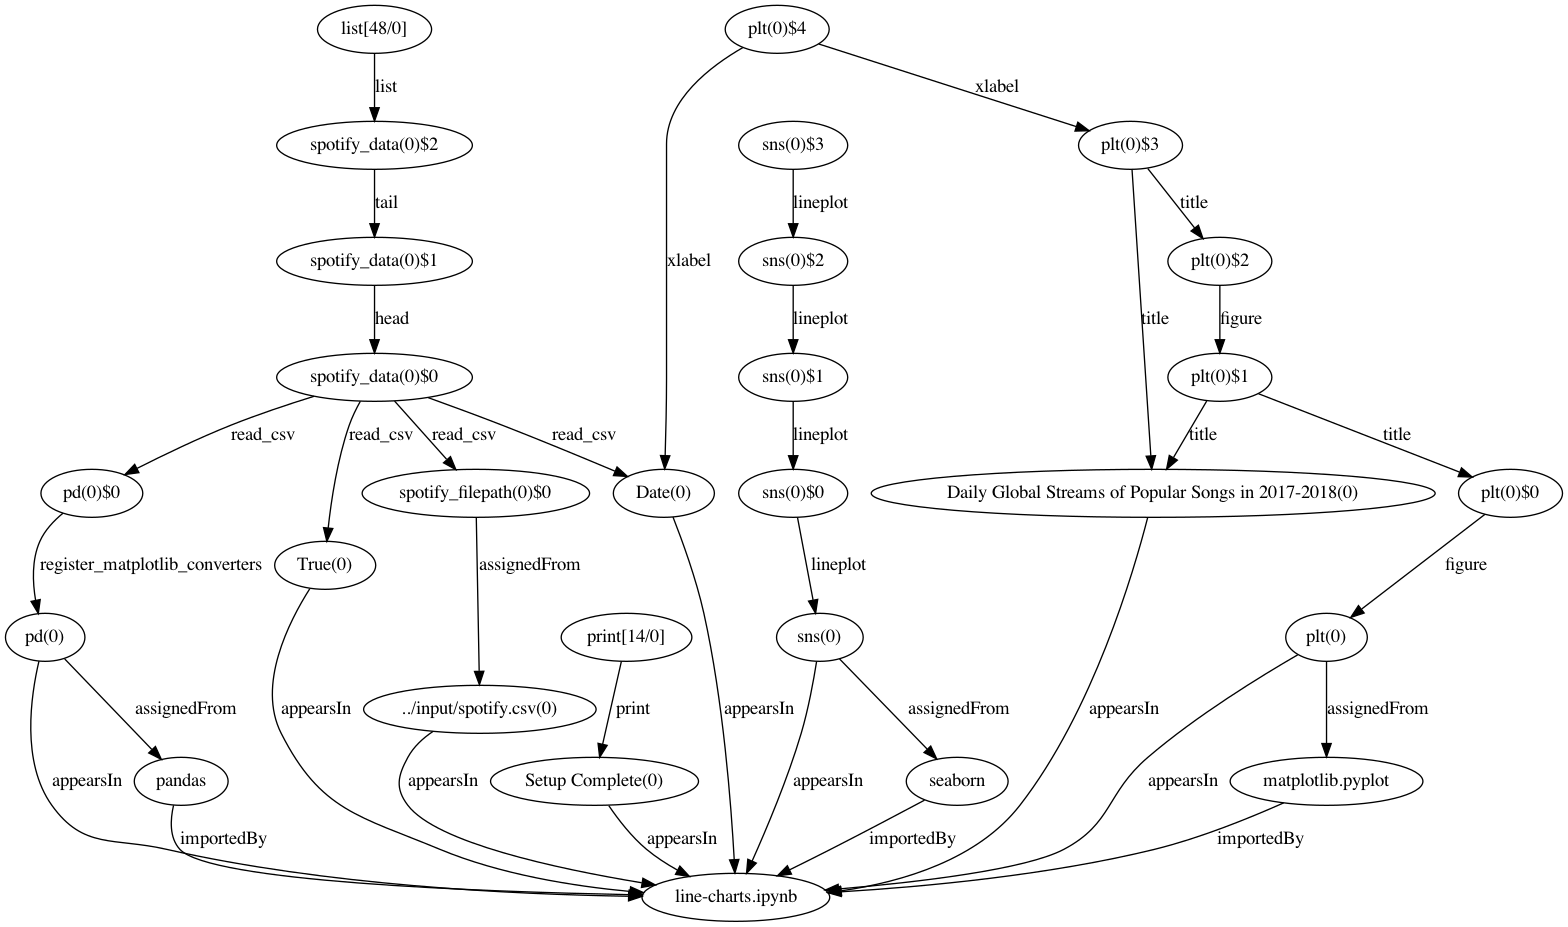 list[48/0]
plt(0)$4
list
xlabel
spotify_data(0)$2
sns(0)$3
plt(0)$3
tail
lineplot
title
spotify_data(0)$1
xlabel
sns(0)$2
plt(0)$2
head
lineplot
title
figure
spotify_data(0)$0
sns(0)$1
plt(0)$1
read_csv
read_csv
read_csv
read_csv
lineplot
title
title
pd(0)$0
spotify_filepath(0)$0
Date(0)
sns(0)$0
Daily Global Streams of Popular Songs in 2017-2018(0)
plt(0)$0
register_matplotlib_converters
True(0)
assignedFrom
lineplot
figure
pd(0)
print[14/0]
sns(0)
plt(0)
assignedFrom
appearsIn
../input/spotify.csv(0)
print
appearsIn
assignedFrom
appearsIn
assignedFrom
appearsIn
pandas
appearsIn
Setup Complete(0)
appearsIn
seaborn
appearsIn
matplotlib.pyplot
importedBy
appearsIn
importedBy
importedBy
line-charts.ipynb